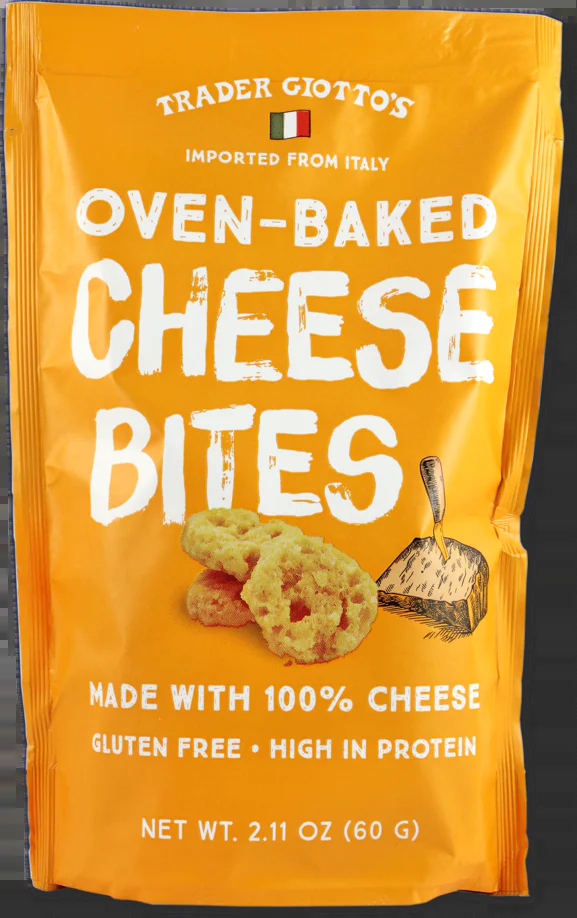 TRADER GIOTTO'S
IMPORTED FROM ITALY
OVEN-BAKED
CHEESE
BITES
MADE WITH 100% CHEESE
GLUTEN FREE • HIGH IN PROTEIN
NET WT. 2.11 OZ (60 G)